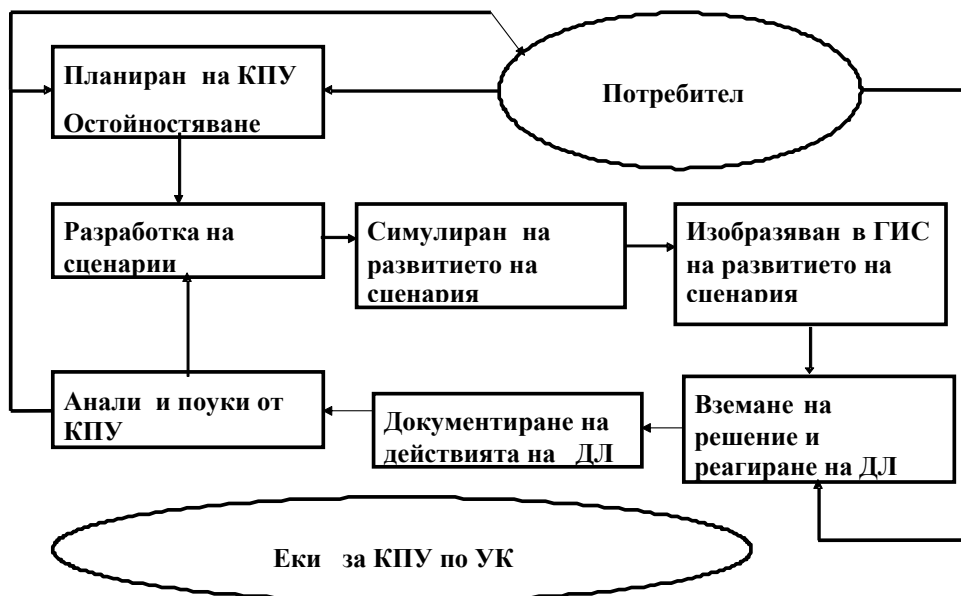 Планиран на КПУ
Остойностяване
Потребител
Разработка на
сценарии
Симулиран на
развитието на
сценария
Изобразяван в ГИС
на развитието на
сценария
Анали и поуки от
КПУ
Документиране на
действията на ДЛ
Вземане на
решение и
реагиране на ДЛ
Еки за КПУ по УК